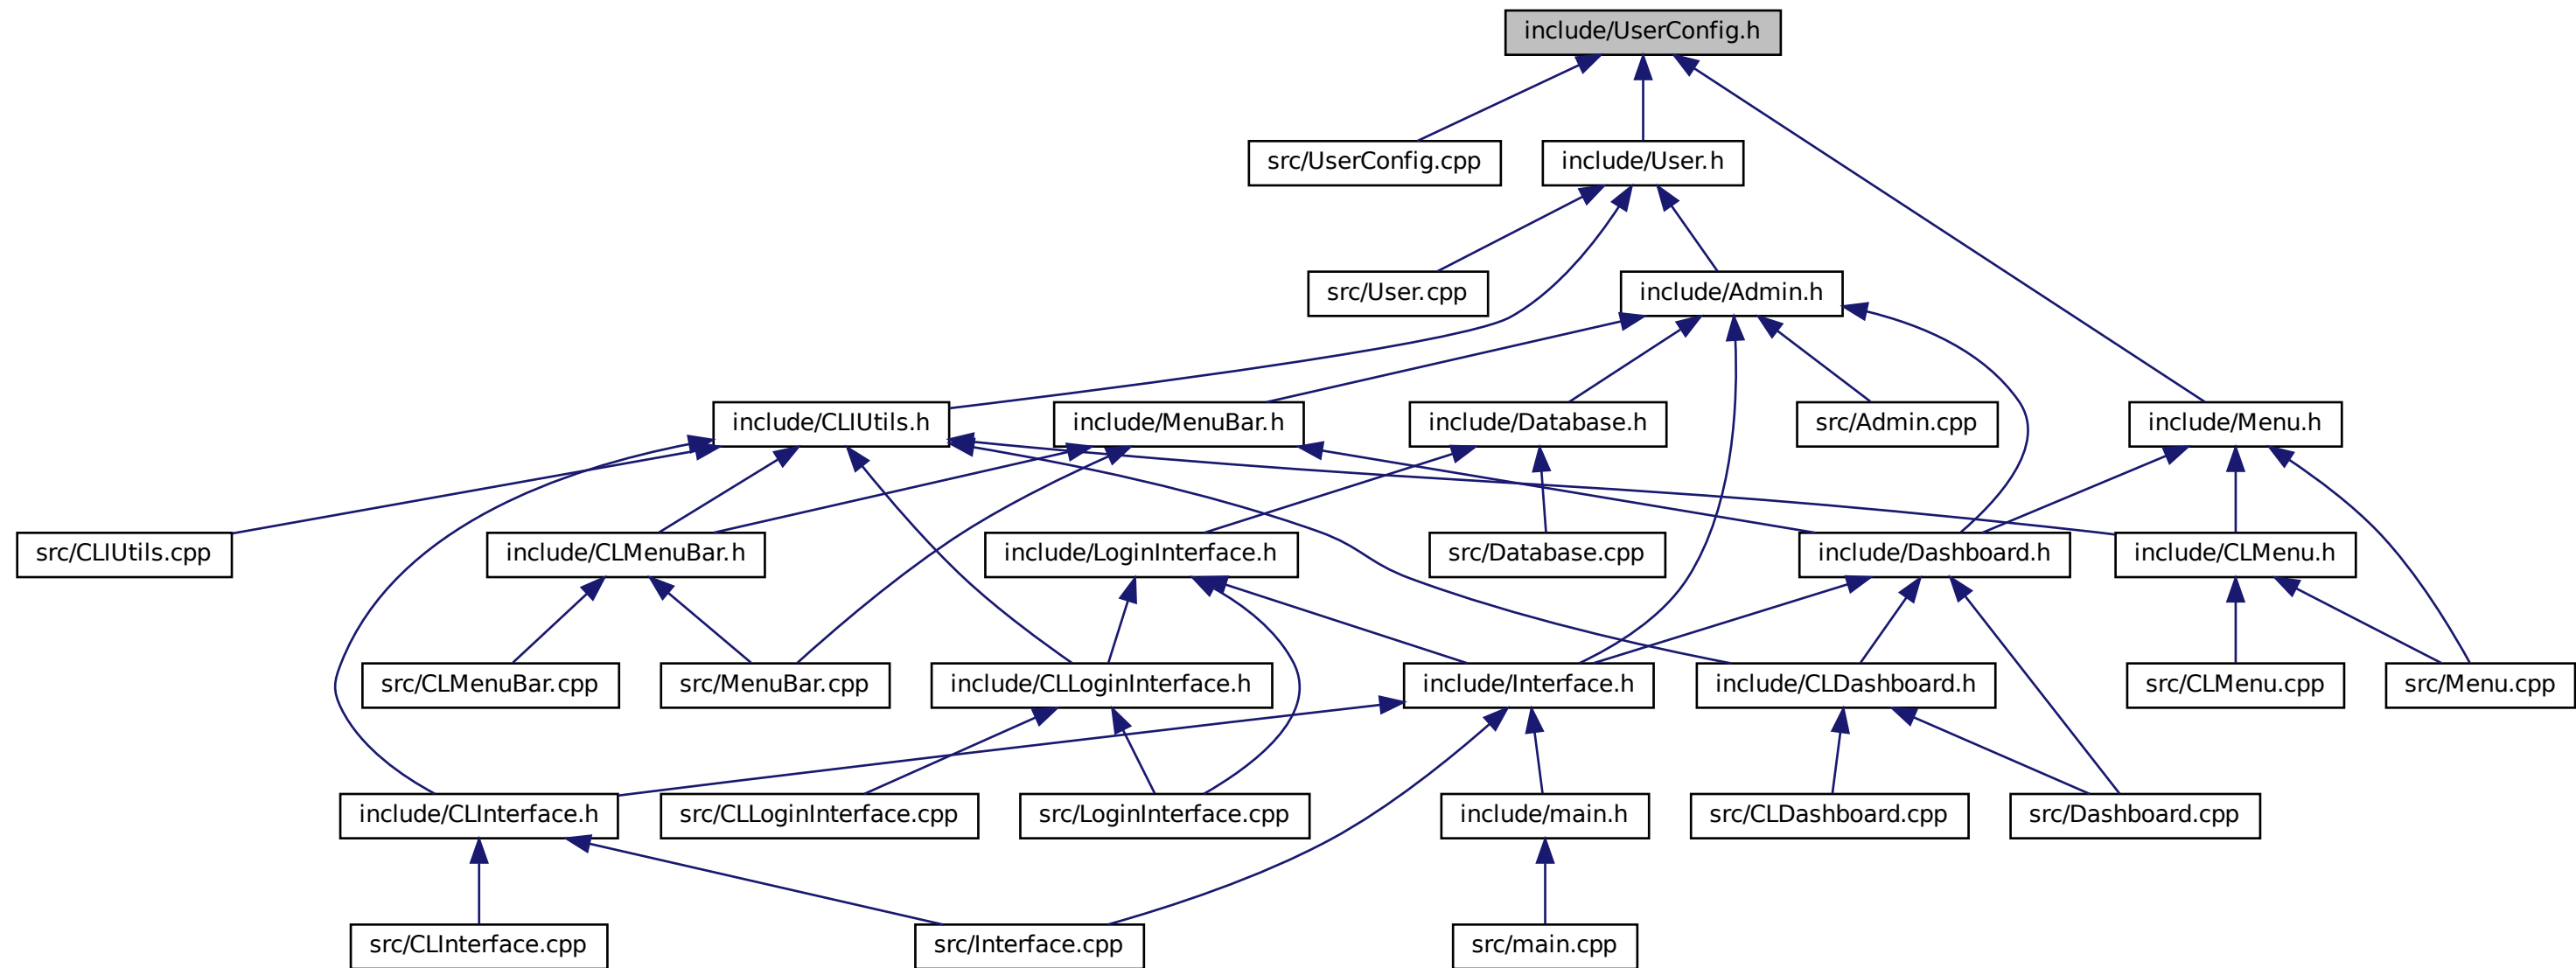 include/UserConfig.h
src/UserConfig.cpp
include/User.h
src/User.cpp
include/Admin.h
include/CLIUtils.h
include/MenuBar.h
include/Database.h
src/Admin.cpp
include/Menu.h
src/CLIUtils.cpp
include/CLMenuBar.h
include/LoginInterface.h
src/Database.cpp
include/Dashboard.h
include/CLMenu.h
src/CLMenuBar.cpp
src/MenuBar.cpp
include/CLLoginInterface.h
include/Interface.h
include/CLDashboard.h
src/CLMenu.cpp
src/Menu.cpp
include/CLInterface.h
src/CLLoginInterface.cpp
src/LoginInterface.cpp
include/main.h
src/CLDashboard.cpp
src/Dashboard.cpp
src/CLInterface.cpp
src/Interface.cpp
src/main.cpp